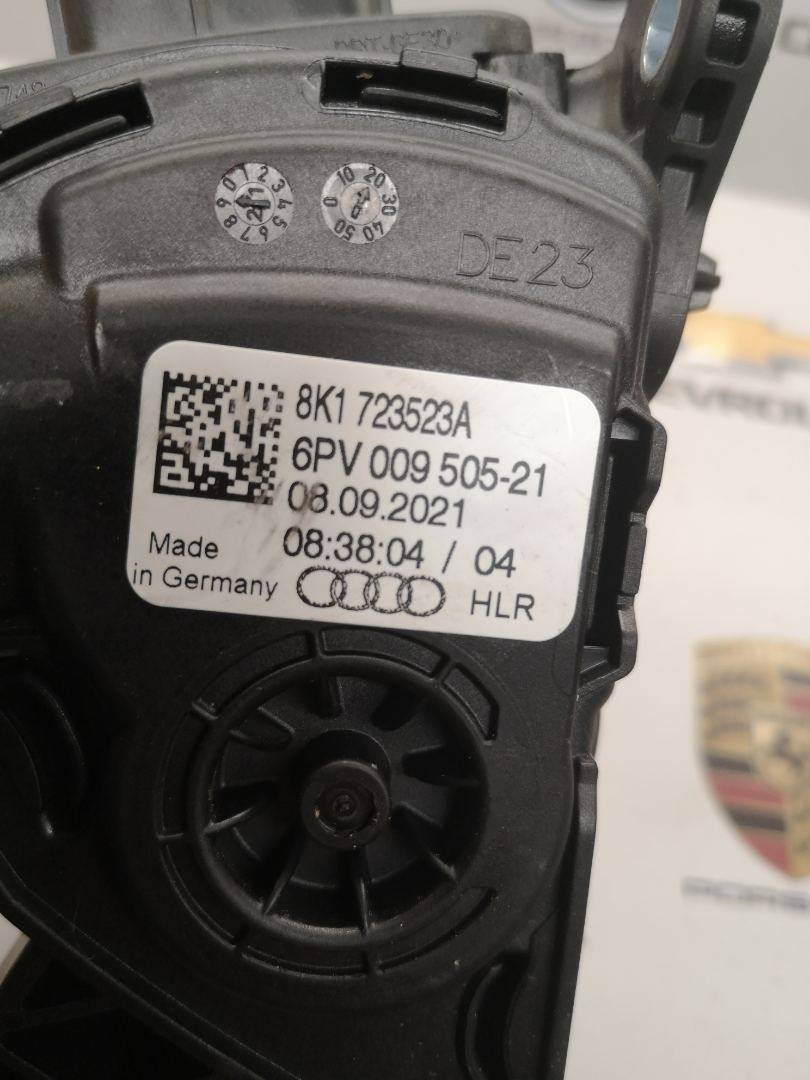 DE23
8K1 723523A
6PV 009 505-21
08.09.2021
08:38:04 / 04
Made
in Germany
HLR